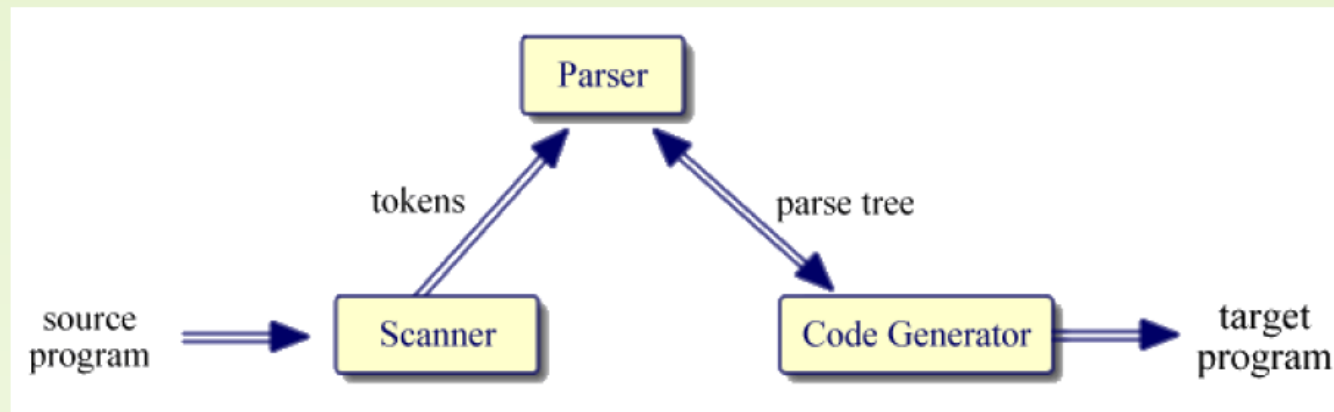 Parser
tokens
parse tree
source
program
Scanner
Code Generator
target
program